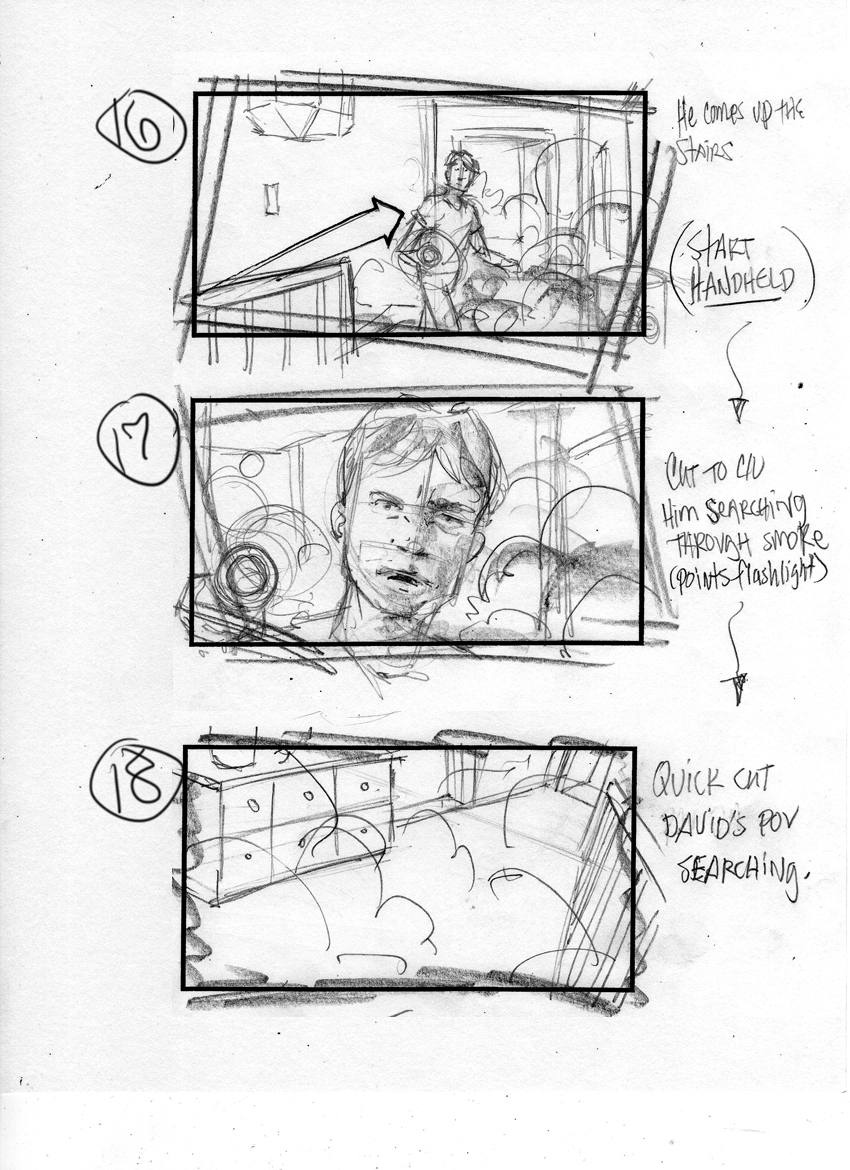 16
He comes up the
stairs
(START
HANDHELD)
17
Cut to C/U
Him searching
through smoke
(points flashlight)
18
Quick cut
David's POV
searching.